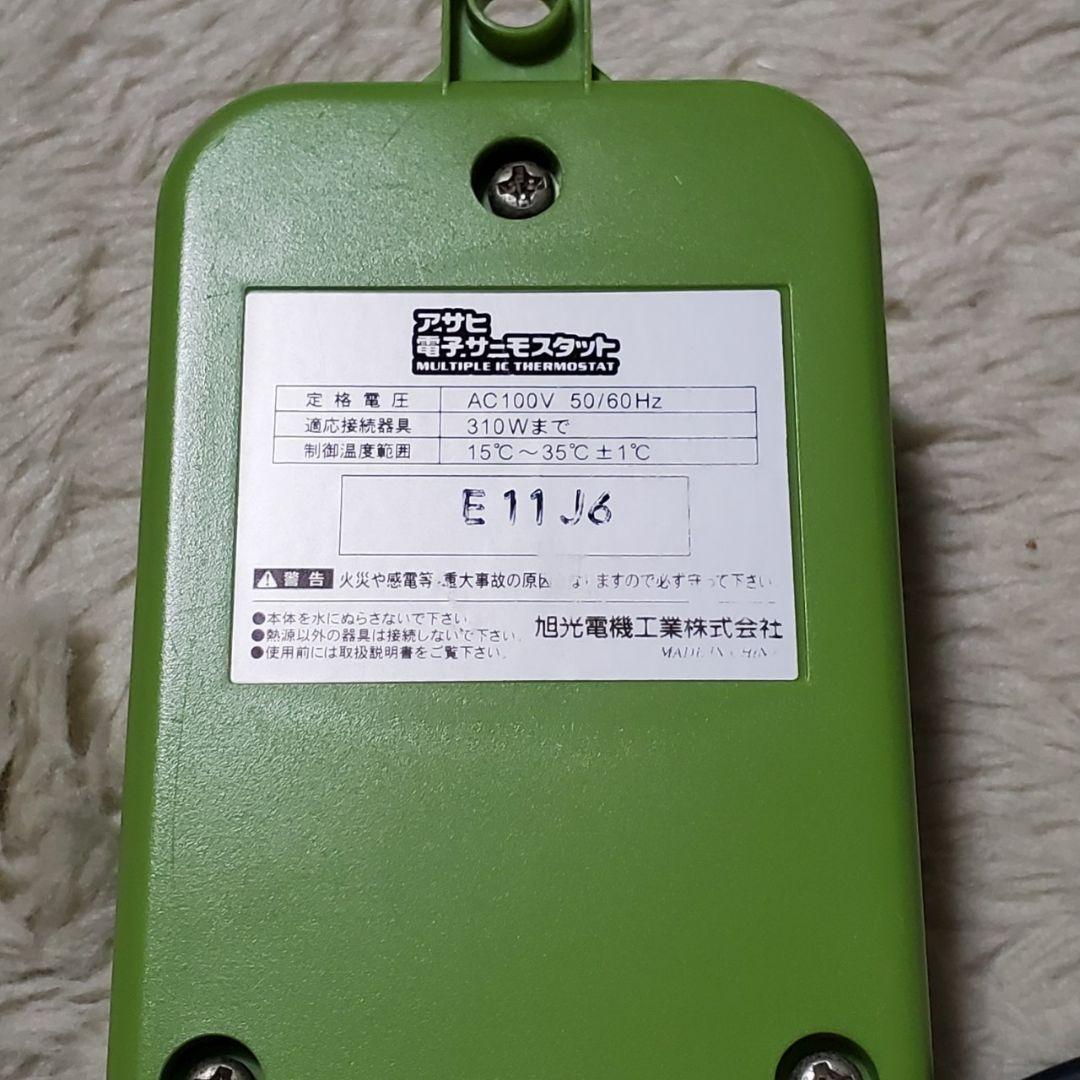 アサヒ
電子サーモスタット
MULTIPLE IC THERMOSTAT
定格電圧 AC100V 50/60Hz
適応接続器具 310Wまで
制御温度範囲 15℃～35℃±1℃
E11J6
警告 火災や感電等 重大事故の原因 なりますので必ず守って下さい
●本体を水にぬらさないで下さい
●熱源以外の器具は接続しないで下さい。
●使用前には取扱説明書をご覧下さい。
旭光電機工業株式会社
MADE IN